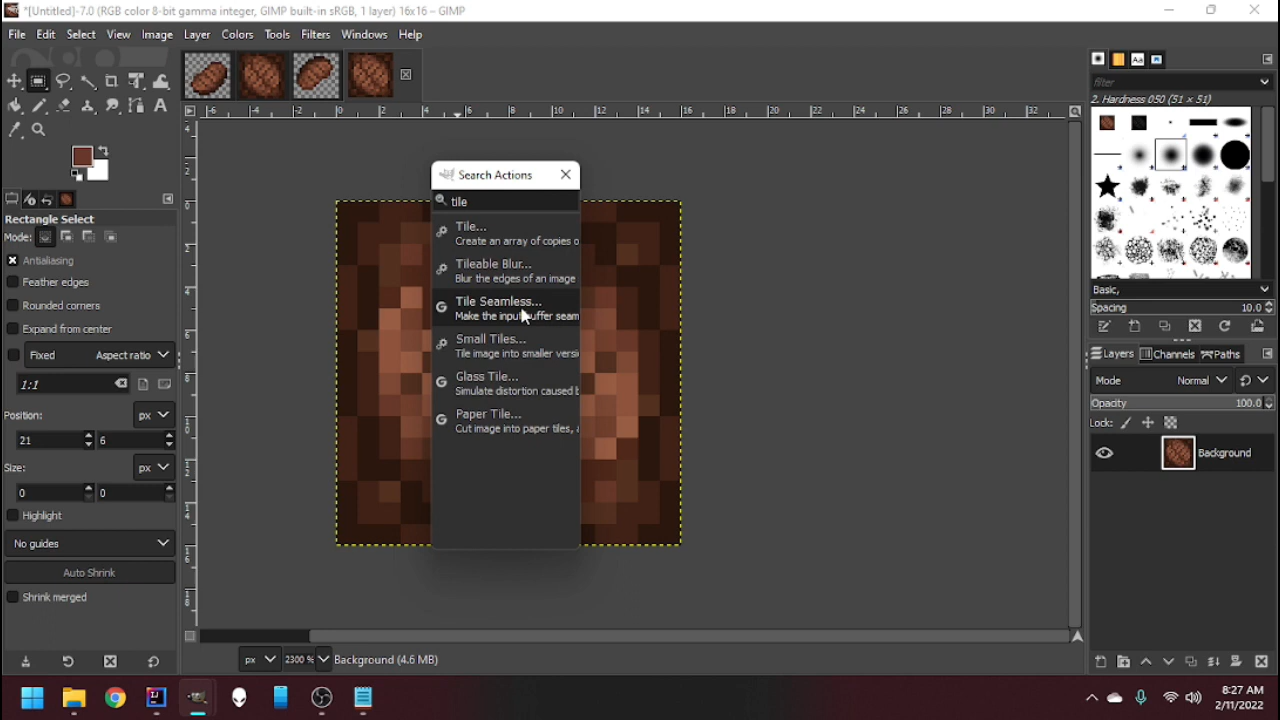 *[Untitled]-7.0 (RGB color 8-bit gamma integer, GIMP built-in sRGB, 1 layer) 16x16 – GIMP
File Edit Select View Image Layer Colors Tools Filters Windows Help
filter
2. Hardness 050 (51 × 51)
Rectangle Select
Mode:
Antialiasing
Feather edges
Rounded corners
Expand from center
Fixed Aspect ratio
1:1
Position: px
21 6
Size: px
0 0
Highlight
No guides
Auto Shrink
Shrink merged
Search Actions
tile
Tile...
Create an array of copies o
Tileable Blur...
Blur the edges of an image
Tile Seamless...
Make the input buffer seam
Small Tiles...
Tile image into smaller versi
Glass Tile...
Simulate distortion caused b
Paper Tile...
Cut image into paper tiles, a
Basic,
Spacing 10.0
Layers Channels Paths
Mode Normal
Opacity 100.0
Lock:
Background
px 2300 % Background (4.6 MB)
8:27 AM
2/11/2022